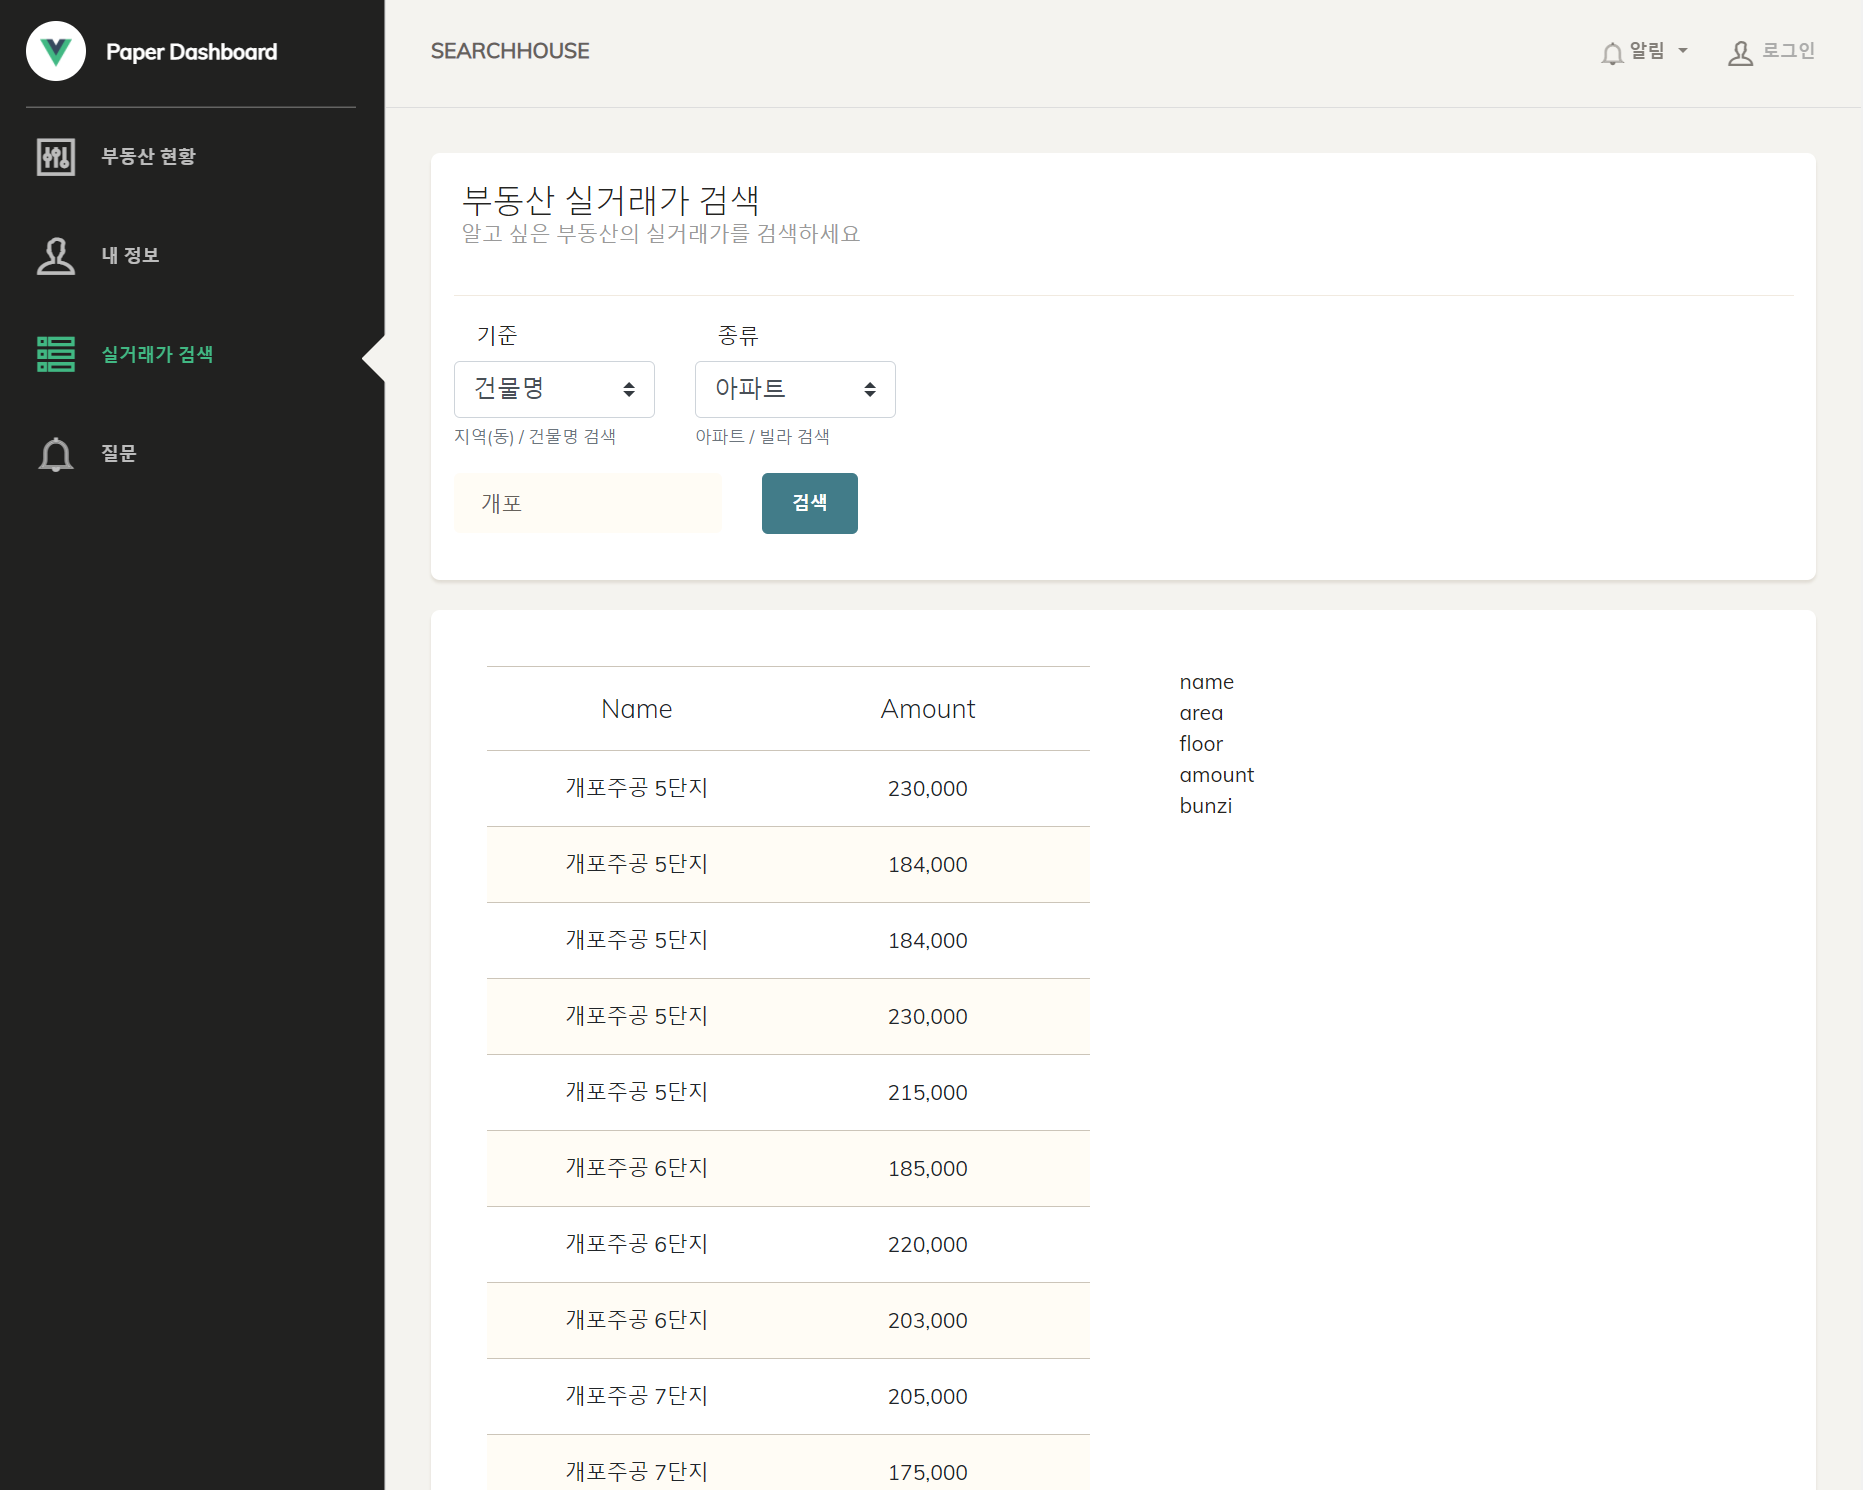 Paper Dashboard
부동산 현황
내 정보
실거래가 검색
질문
SEARCHHOUSE
알림
로그인
부동산 실거래가 검색
알고 싶은 부동산의 실거래가를 검색하세요
기준 종류
건물명 아파트
지역(동) / 건물명 검색 아파트 / 빌라 검색
개포 검색
Name Amount
개포주공 5단지 230,000
개포주공 5단지 184,000
개포주공 5단지 184,000
개포주공 5단지 230,000
개포주공 5단지 215,000
개포주공 6단지 185,000
개포주공 6단지 220,000
개포주공 6단지 203,000
개포주공 7단지 205,000
개포주공 7단지 175,000
name
area
floor
amount
bunzi